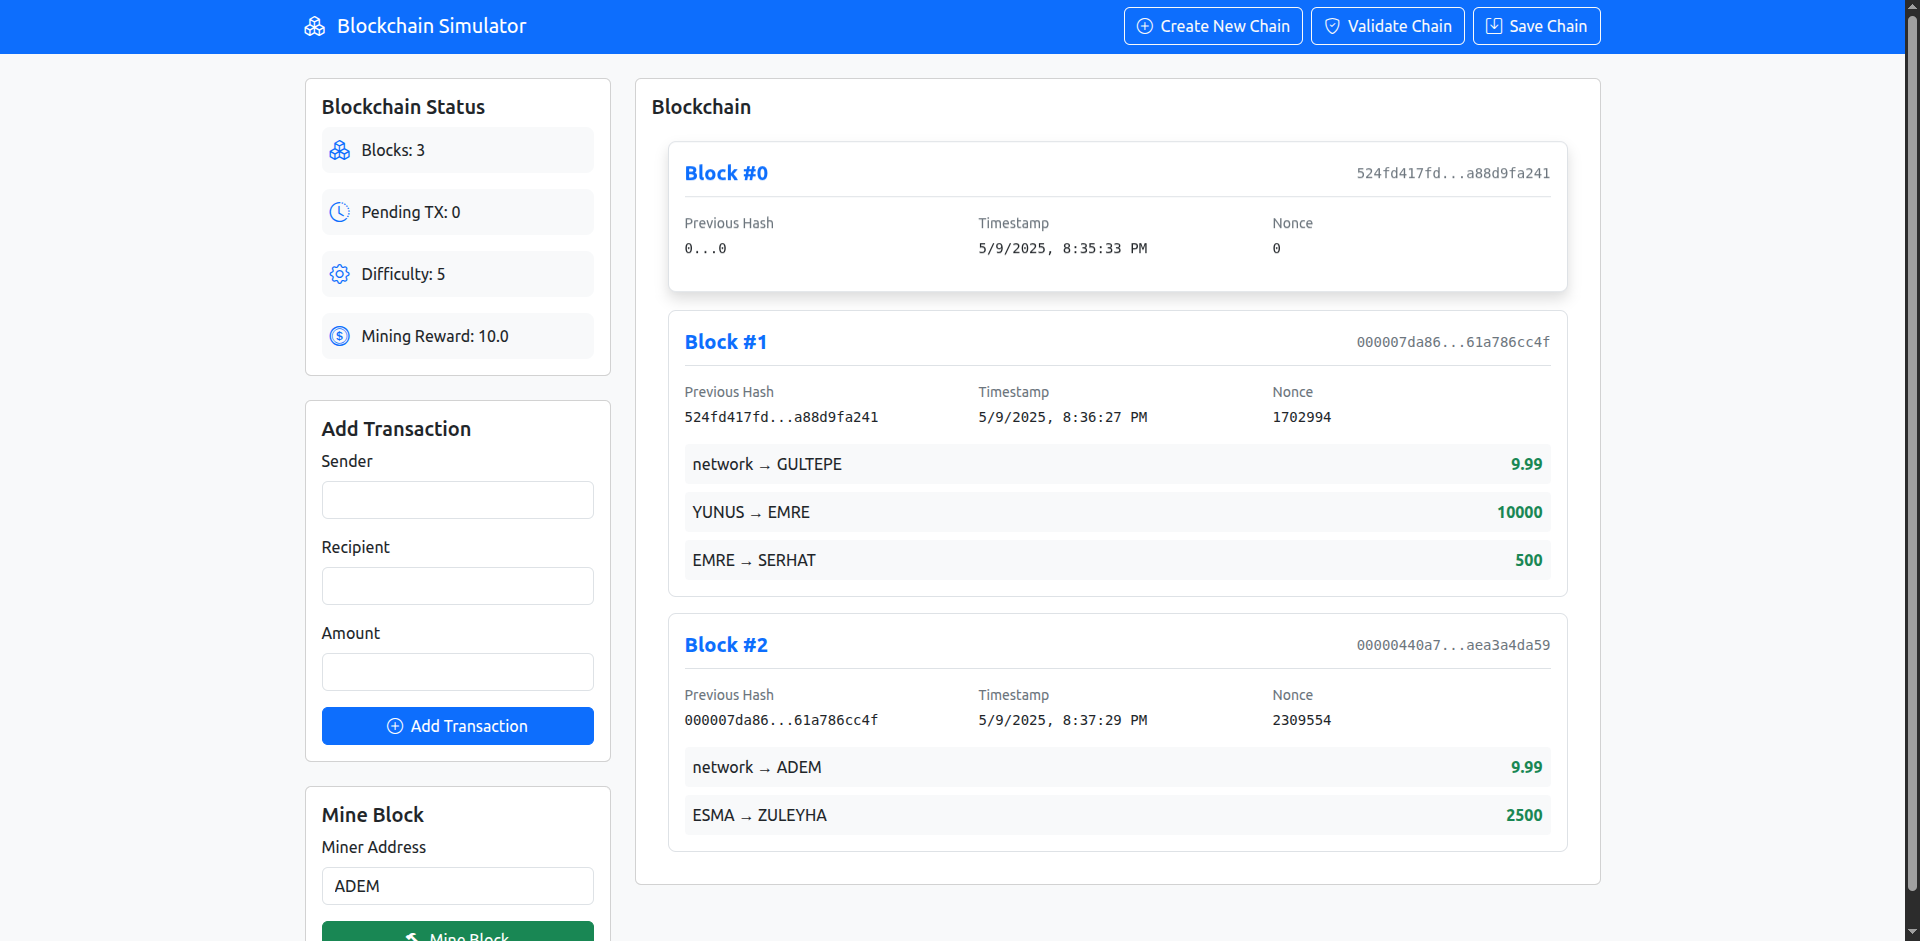 Blockchain Simulator
Create New Chain
Validate Chain
Save Chain
Blockchain Status
Blocks: 3
Pending TX: 0
Difficulty: 5
Mining Reward: 10.0
Add Transaction
Sender
Recipient
Amount
Add Transaction
Mine Block
Miner Address
ADEM
Mine Block
Blockchain
Block #0 524fd417fd...a88d9fa241
Previous Hash Timestamp Nonce
0...0 5/9/2025, 8:35:33 PM 0
Block #1 000007da86...61a786cc4f
Previous Hash Timestamp Nonce
524fd417fd...a88d9fa241 5/9/2025, 8:36:27 PM 1702994
network → GULTEPE 9.99
YUNUS → EMRE 10000
EMRE → SERHAT 500
Block #2 00000440a7...aea3a4da59
Previous Hash Timestamp Nonce
000007da86...61a786cc4f 5/9/2025, 8:37:29 PM 2309554
network → ADEM 9.99
ESMA → ZULEYHA 2500